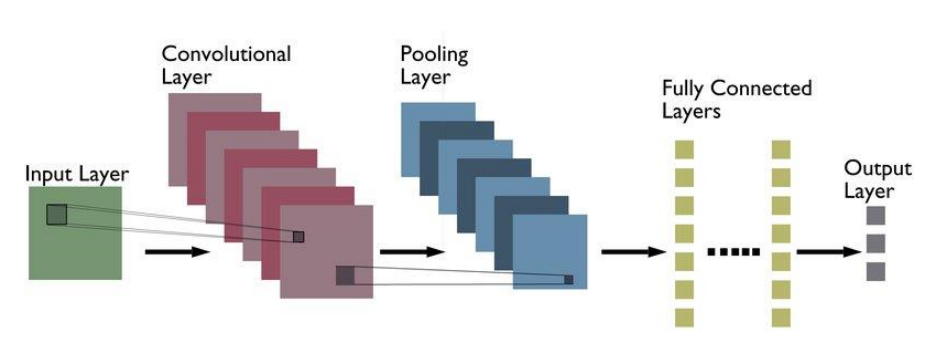 Convolutional
Layer
Pooling
Layer
Fully Connected
Layers
Input Layer
Output
Layer